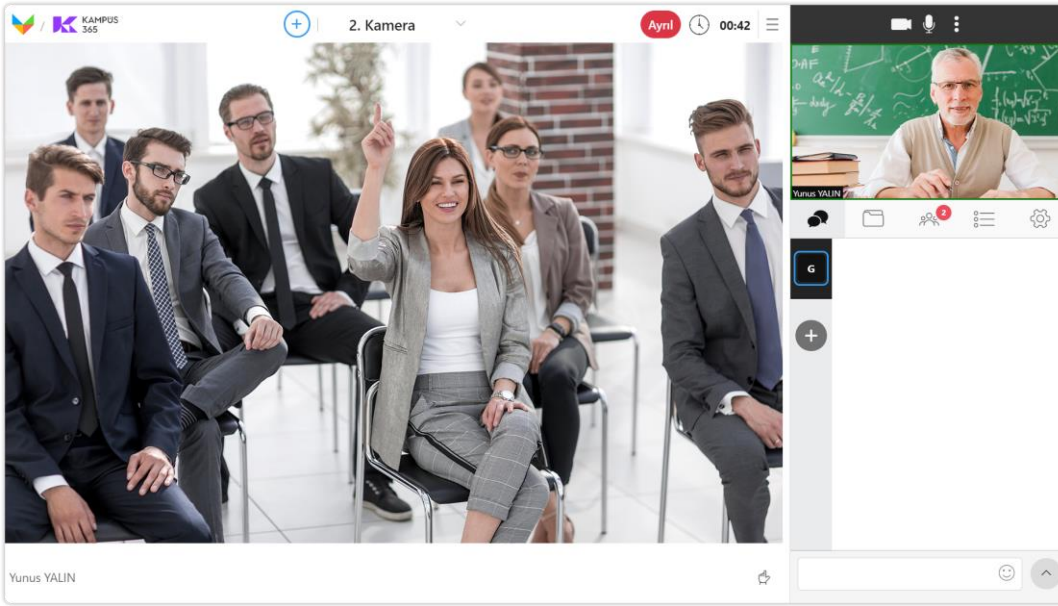 / KAMPUS
365
2. Kamera
Ayrıl
00:42
Yunus YALIN
2
G
Yunus YALIN